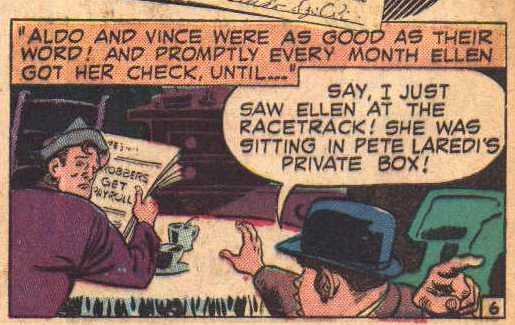 "ALDO AND VINCE WERE AS GOOD AS THEIR
WORD! AND PROMPTLY EVERY MONTH ELLEN
GOT HER CHECK, UNTIL..."
SAY, I JUST
SAW ELLEN AT THE
RACETRACK! SHE WAS
SITTING IN PETE LAREDI'S
PRIVATE BOX!
ROBBERS
GET
PAYROLL
6